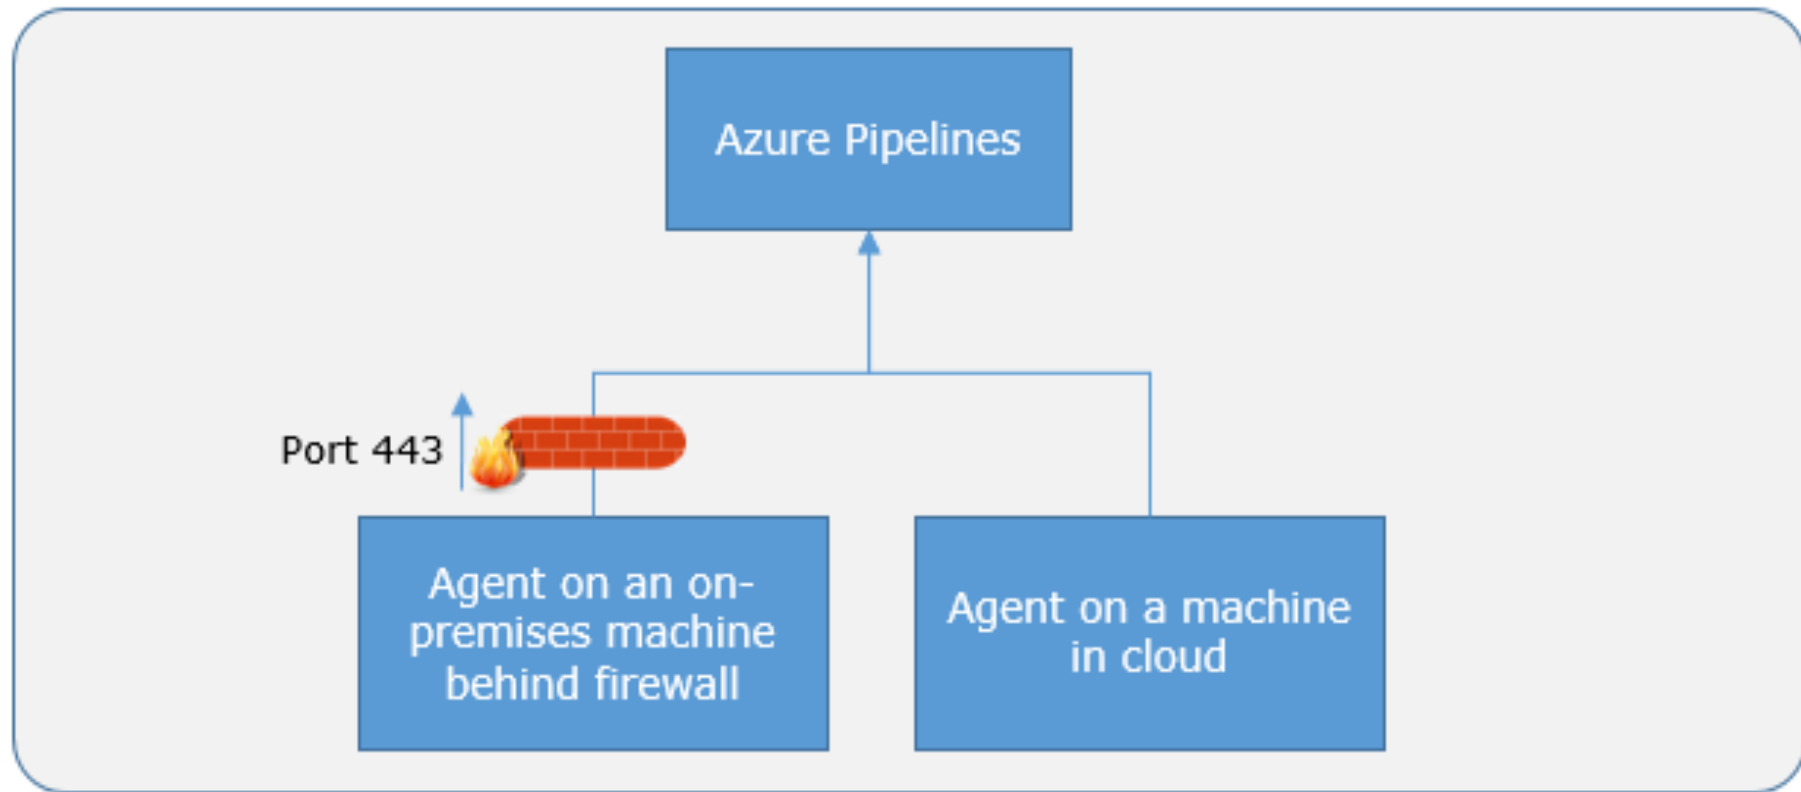 Azure Pipelines
Port 443
Agent on an on-
premises machine
behind firewall
Agent on a machine
in cloud